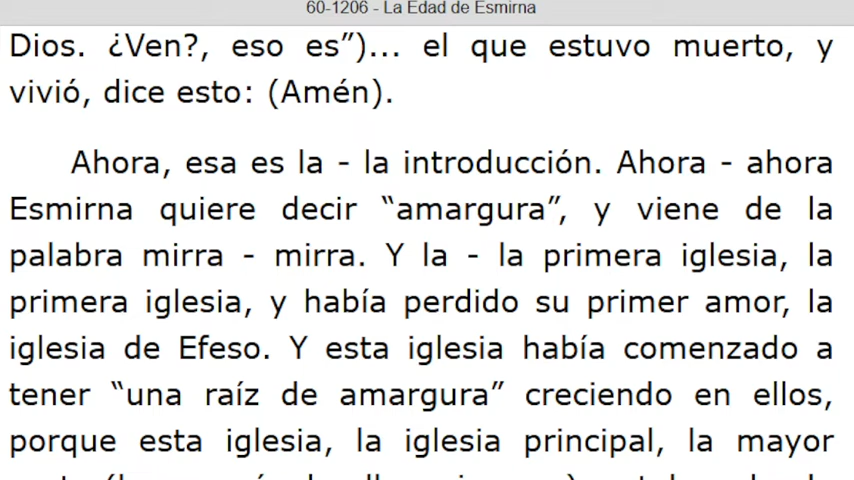 60-1206 - La Edad de Esmirna
Dios. ¿Ven?, eso es”)... el que estuvo muerto, y
vivió, dice esto: (Amén).
Ahora, esa es la - la introducción. Ahora - ahora
Esmirna quiere decir “amargura”, y viene de la
palabra mirra - mirra. Y la - la primera iglesia, la
primera iglesia, y había perdido su primer amor, la
iglesia de Efeso. Y esta iglesia había comenzado a
tener “una raíz de amargura” creciendo en ellos,
porque esta iglesia, la iglesia principal, la mayor